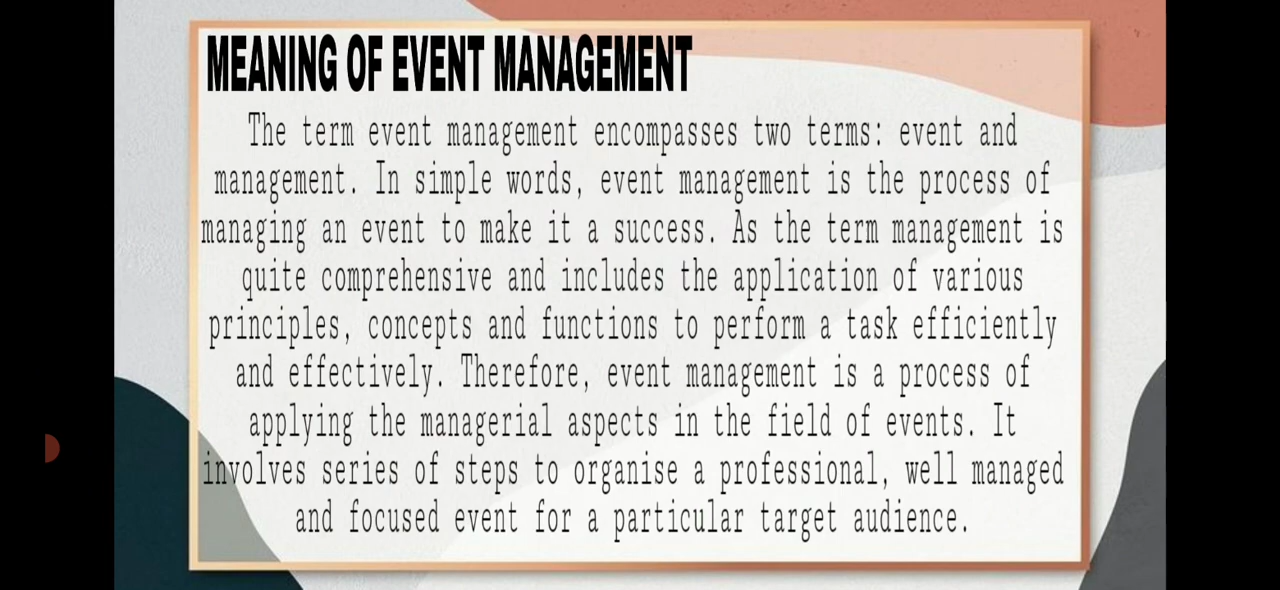 MEANING OF EVENT MANAGEMENT
The term event management encompasses two terms: event and
management. In simple words, event management is the process of
managing an event to make it a success. As the term management is
quite comprehensive and includes the application of various
principles, concepts and functions to perform a task efficiently
and effectively. Therefore, event management is a process of
applying the managerial aspects in the field of events. It
involves series of steps to organise a professional, well managed
and focused event for a particular target audience.